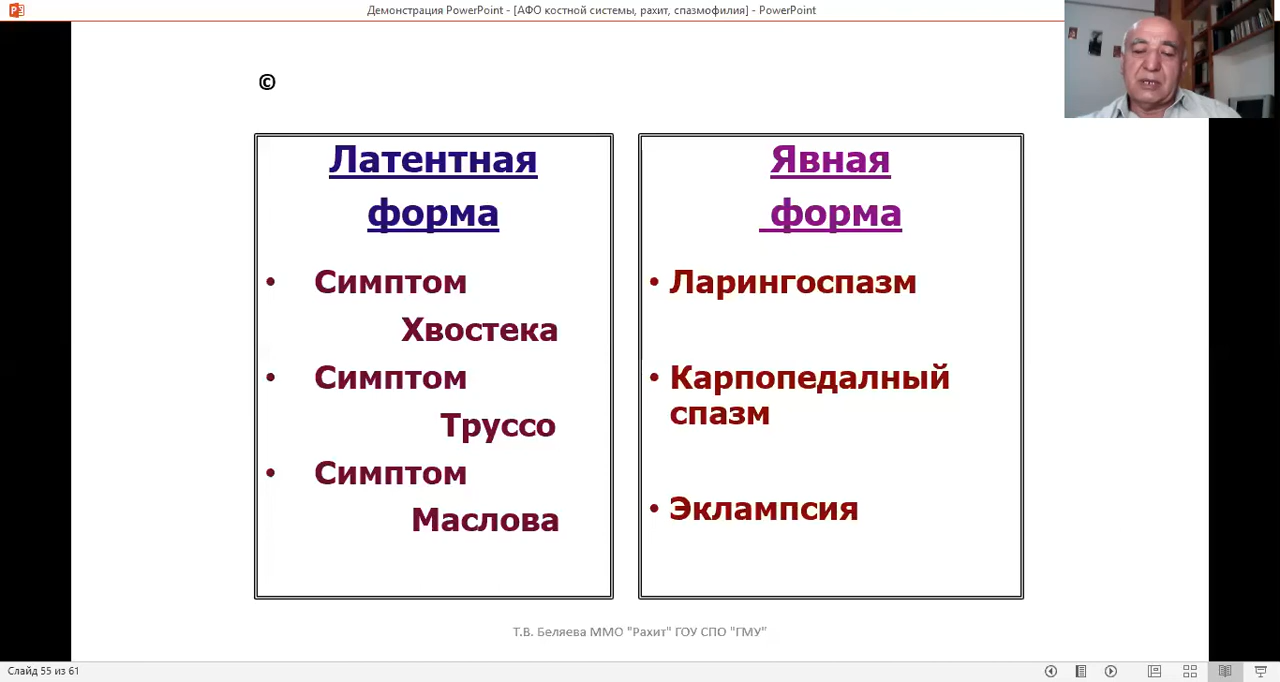 Демонстрация PowerPoint - [АФО костной системы, рахит, спазмофилия] - PowerPoint
©
Латентная
форма
• Симптом
Хвостека
• Симптом
Труссо
• Симптом
Маслова
Явная
форма
• Ларингоспазм
• Карпопедалный
спазм
• Эклампсия
Т.В. Беляева ММО "Рахит" ГОУ СПО "ГМУ"
Слайд 55 из 61